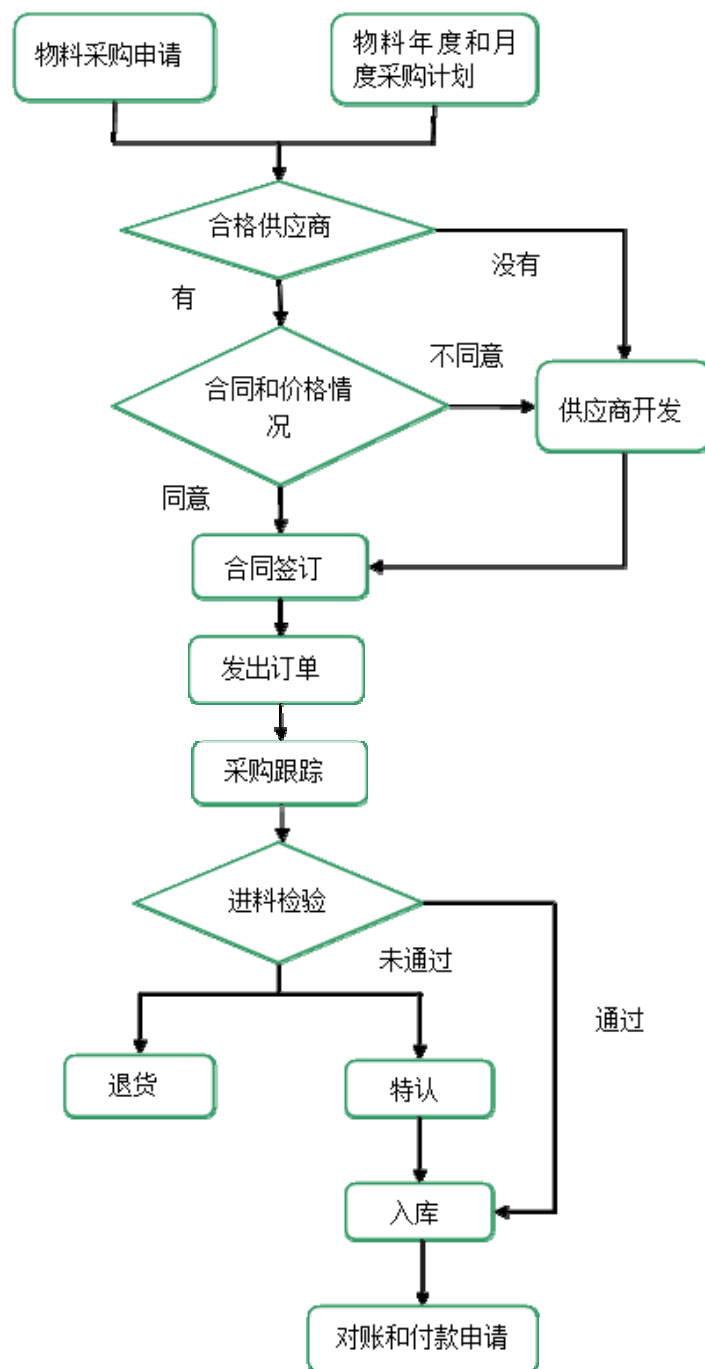 物料采购申请
物料年度和月
度采购计划
合格供应商
没有
有
不同意
合同和价格情
况
供应商开发
同意
合同签订
发出订单
采购跟踪
进料检验
未通过
通过
退货
特认
入库
对账和付款申请